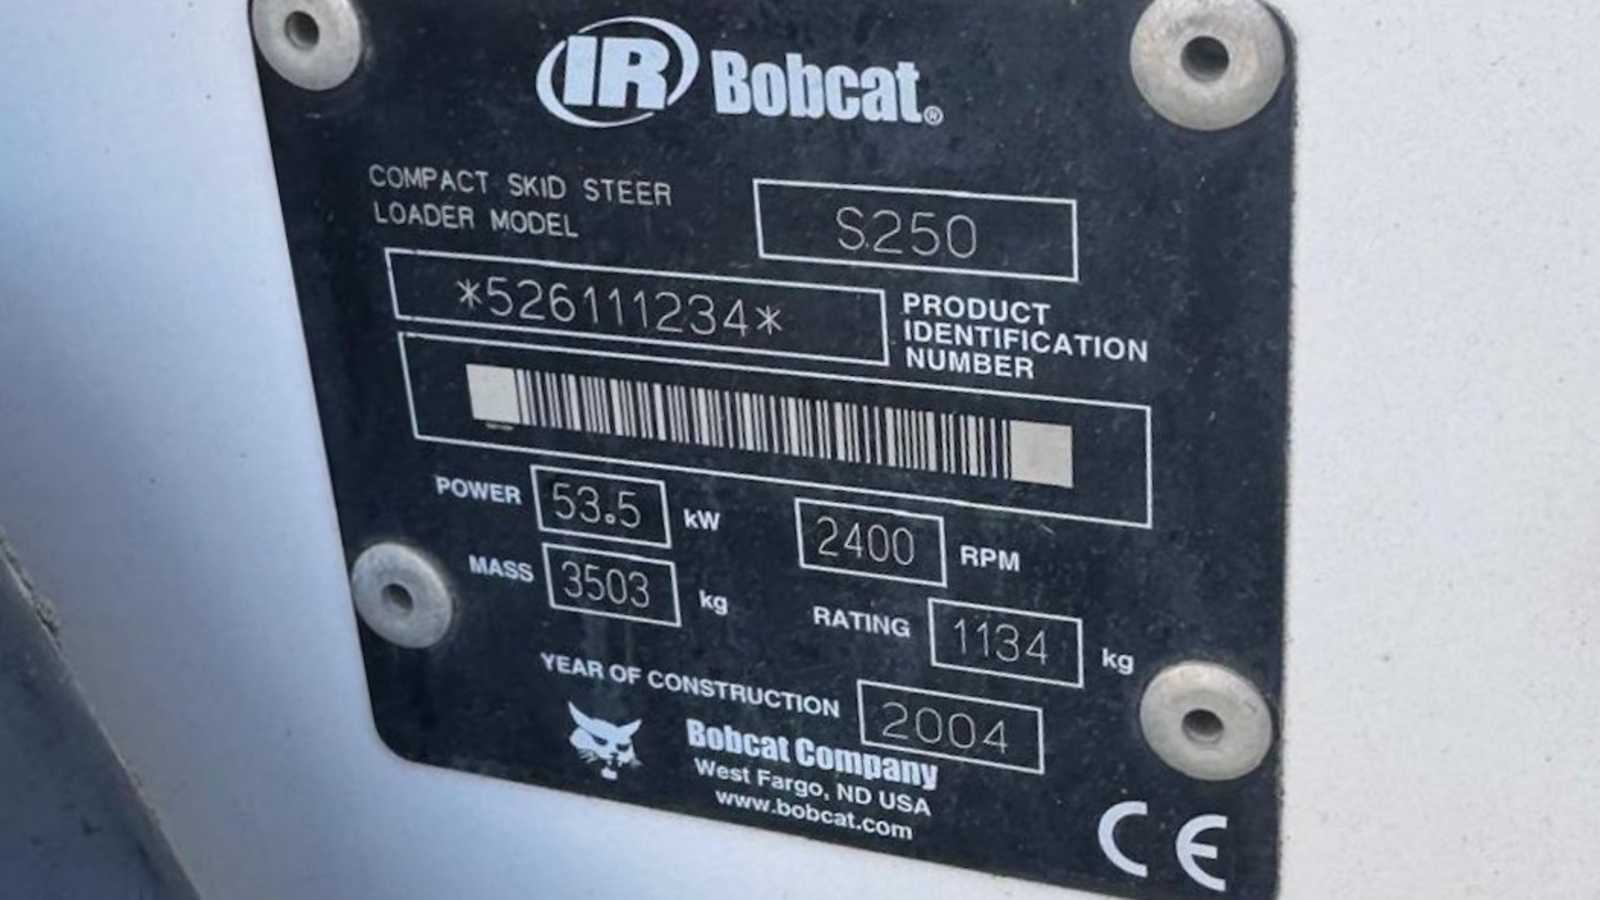 IR Bobcat®
COMPACT SKID STEER
LOADER MODEL
S250
*526111234*
PRODUCT
IDENTIFICATION
NUMBER
POWER 53.5 kW 2400 RPM
MASS 3503 kg
RATING 1134 kg
YEAR OF CONSTRUCTION 2004
Bobcat Company
West Fargo, ND USA
www.bobcat.com
CE